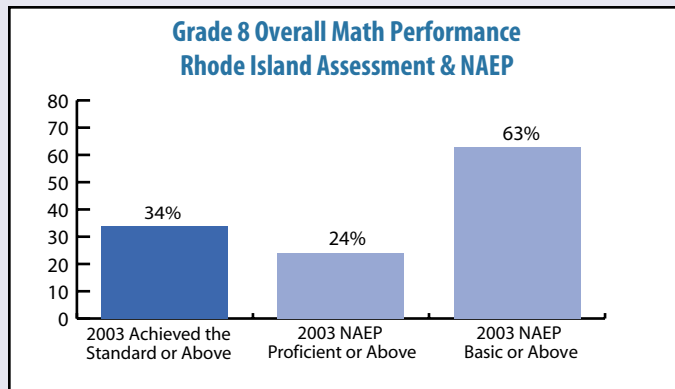 Grade 8 Overall Math Performance
Rhode Island Assessment & NAEP
80
70
60
50
40
30
20
10
0
34%
24%
63%
2003 Achieved the
Standard or Above
2003 NAEP
Proficient or Above
2003 NAEP
Basic or Above